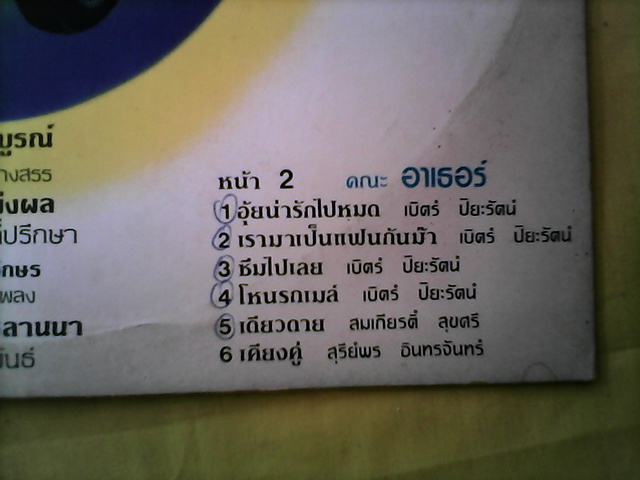 บูรณ์
างสรร
ที่ปรึกษา
ักษร
เพลง
ลานนา
พันธ์
หน้า 2 คณะ อาเธอร์
1 อุ้ยน่ารักไปหมด เบิตร์ ปิยะรัตน์
2 เรามาเป็นแฟนกันม๊า เบิตร์ ปิยะรัตน์
3 ซึมไปเลย เบิตร์ ปิยะรัตน์
4 โหนรถเมล์ เบิตร์ ปิยะรัตน์
5 เดียวดาย สมเกียรติ์ สุขศรี
6 เคียงคู่ สุรีย์พร อินทรจันทร์